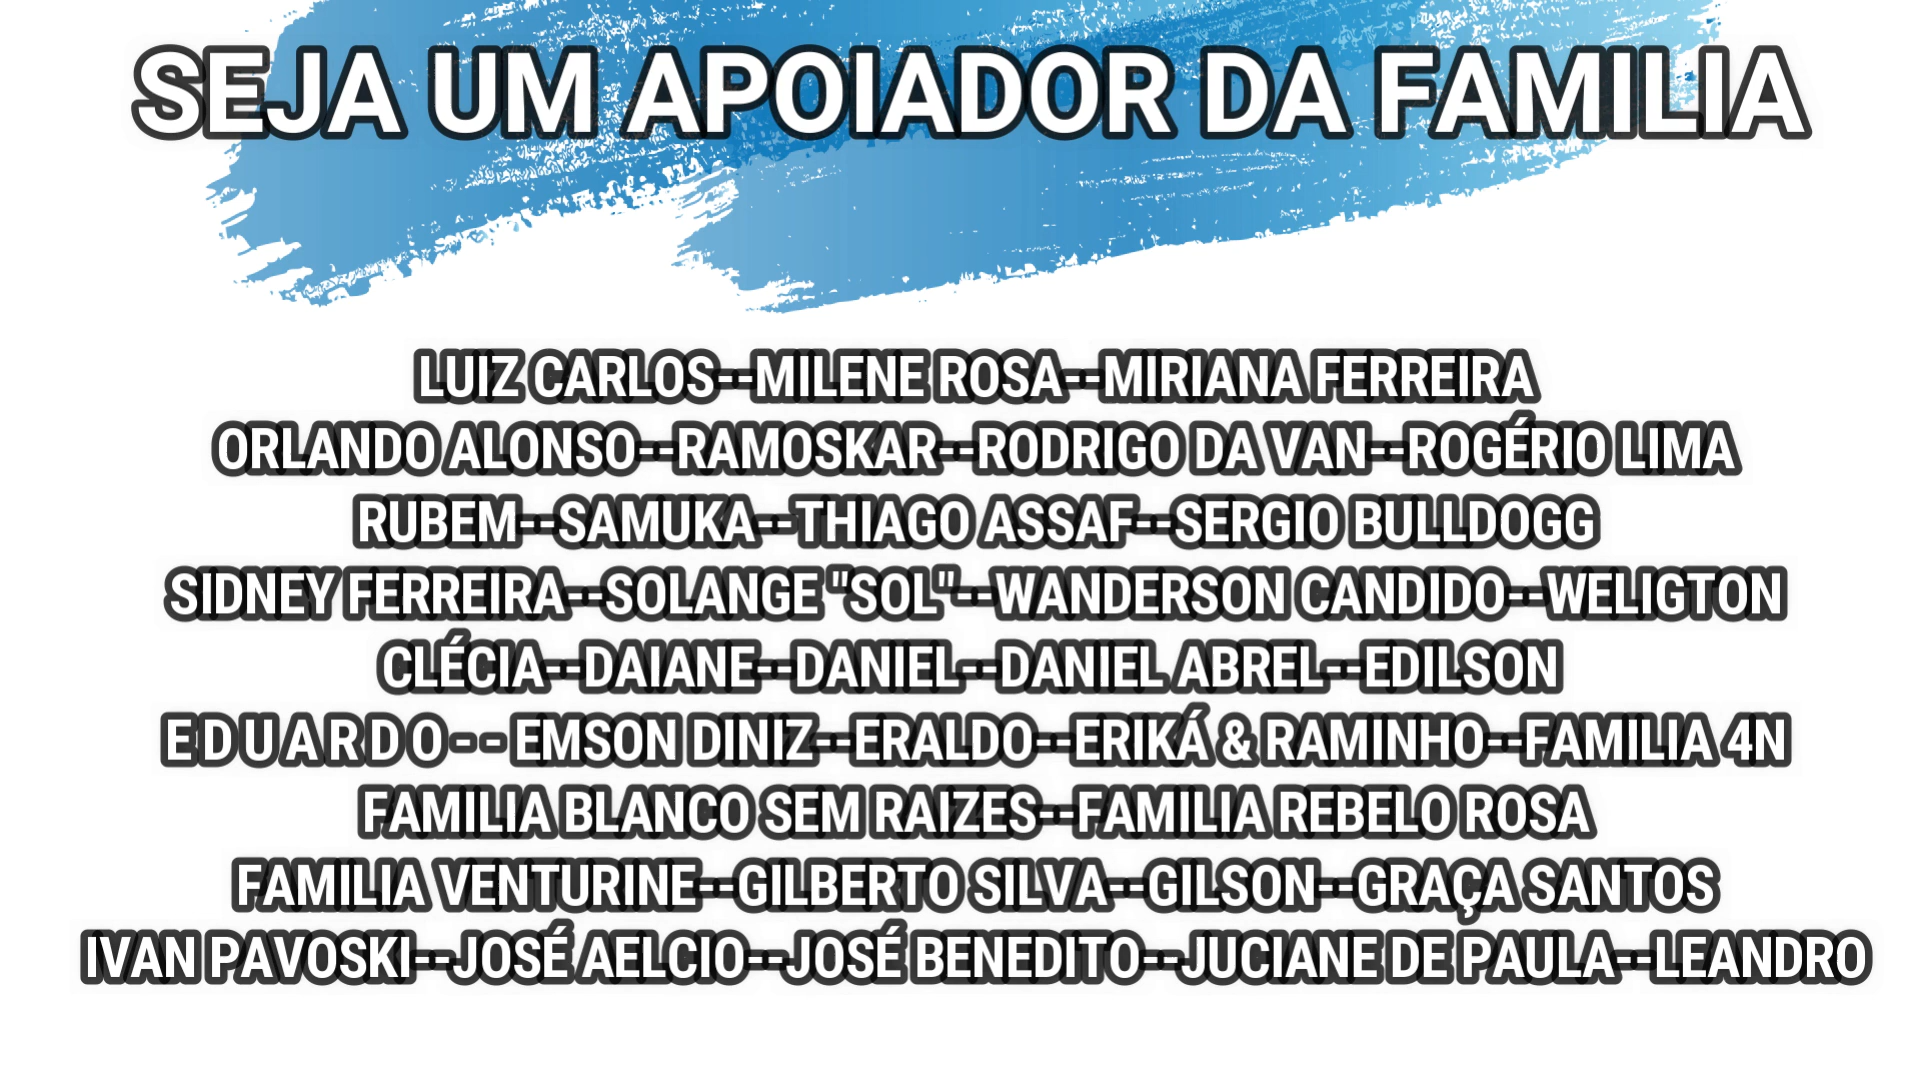 SEJA UM APOIADOR DA FAMILIA
LUIZ CARLOS--MILENE ROSA--MIRIANA FERREIRA
ORLANDO ALONSO--RAMOSKAR--RODRIGO DA VAN--ROGÉRIO LIMA
RUBEM--SAMUKA--THIAGO ASSAF--SERGIO BULLDOGG
SIDNEY FERREIRA--SOLANGE "SOL"--WANDERSON CANDIDO--WELIGTON
CLÉCIA--DAIANE--DANIEL--DANIEL ABREL--EDILSON
EDUARDO--EMSON DINIZ--ERALDO--ERIKÁ & RAMINHO--FAMILIA 4N
FAMILIA BLANCO SEM RAIZES--FAMILIA REBELO ROSA
FAMILIA VENTURINE--GILBERTO SILVA--GILSON--GRAÇA SANTOS
IVAN PAVOSKI--JOSÉ AELCIO--JOSÉ BENEDITO--JUCIANE DE PAULA--LEANDRO